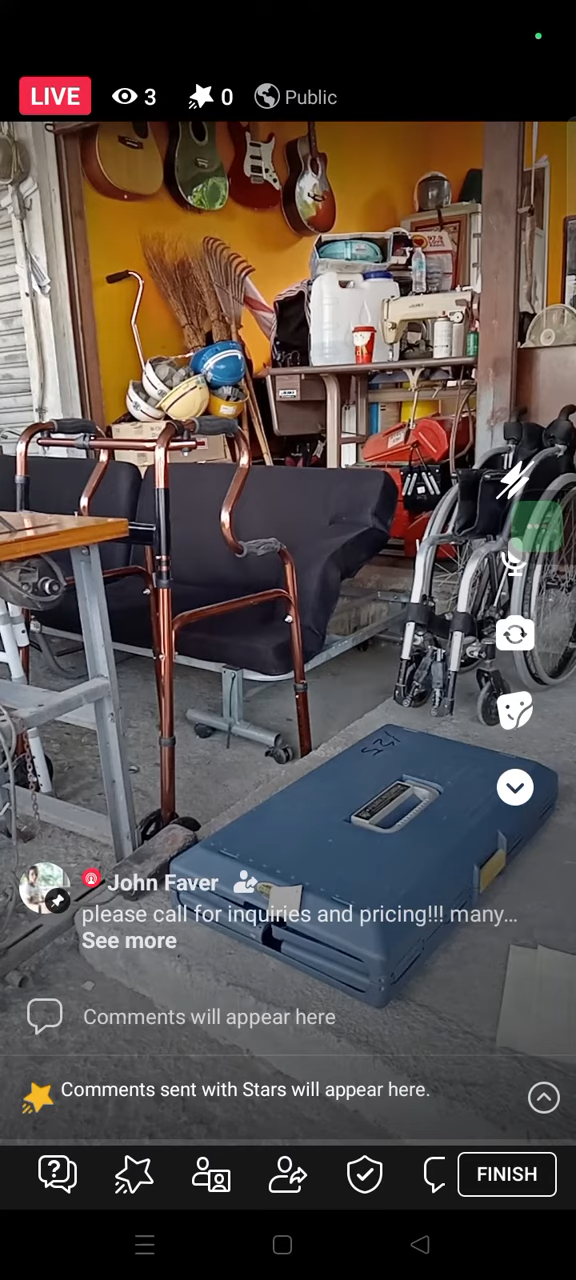 LIVE
3
0
Public
John Faver
please call for inquiries and pricing!!! many...
See more
Comments will appear here
Comments sent with Stars will appear here.
FINISH